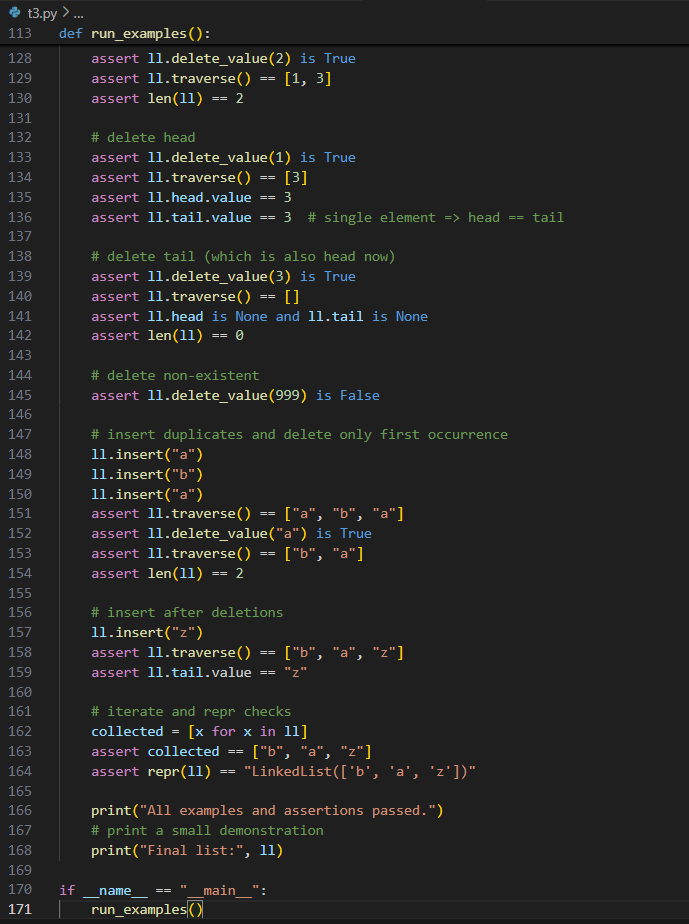 t3.py > ...
113 def run_examples():
128     assert ll.delete_value(2) is True
129     assert ll.traverse() == [1, 3]
130     assert len(ll) == 2
131
132     # delete head
133     assert ll.delete_value(1) is True
134     assert ll.traverse() == [3]
135     assert ll.head.value == 3
136     assert ll.tail.value == 3  # single element => head == tail
137
138     # delete tail (which is also head now)
139     assert ll.delete_value(3) is True
140     assert ll.traverse() == []
141     assert ll.head is None and ll.tail is None
142     assert len(ll) == 0
143
144     # delete non-existent
145     assert ll.delete_value(999) is False
146
147     # insert duplicates and delete only first occurrence
148     ll.insert("a")
149     ll.insert("b")
150     ll.insert("a")
151     assert ll.traverse() == ["a", "b", "a"]
152     assert ll.delete_value("a") is True
153     assert ll.traverse() == ["b", "a"]
154     assert len(ll) == 2
155
156     # insert after deletions
157     ll.insert("z")
158     assert ll.traverse() == ["b", "a", "z"]
159     assert ll.tail.value == "z"
160
161     # iterate and repr checks
162     collected = [x for x in ll]
163     assert collected == ["b", "a", "z"]
164     assert repr(ll) == "LinkedList(['b', 'a', 'z'])"
165
166     print("All examples and assertions passed.")
167     # print a small demonstration
168     print("Final list:", ll)
169
170 if __name__ == "__main__":
171     run_examples()